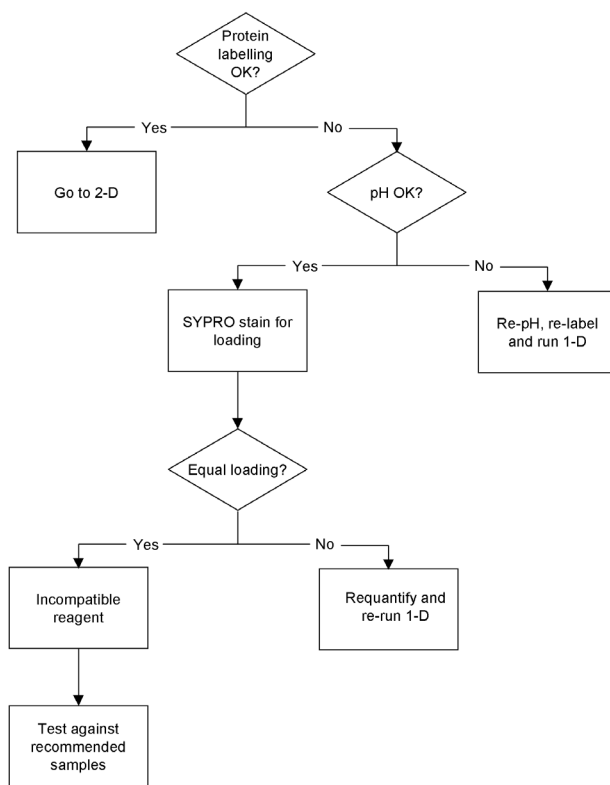 Protein
labelling
OK?
Yes
No
Go to 2-D
pH OK?
Yes
No
SYPRO stain for
loading
Re-pH, re-label
and run 1-D
Equal loading?
Yes
No
Incompatible
reagent
Requantify and
re-run 1-D
Test against
recommended
samples